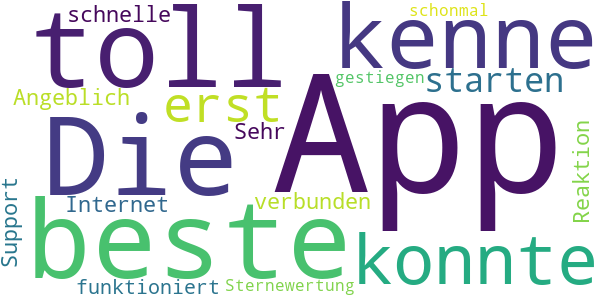 schnelle
toll
kenne
schonmal
gestiegen
starten
Angeblich
erst
App
Die
Sehr
Reaktion
Support
Internet
verbunden
beste
konnte
funktioniert
Sternewertung